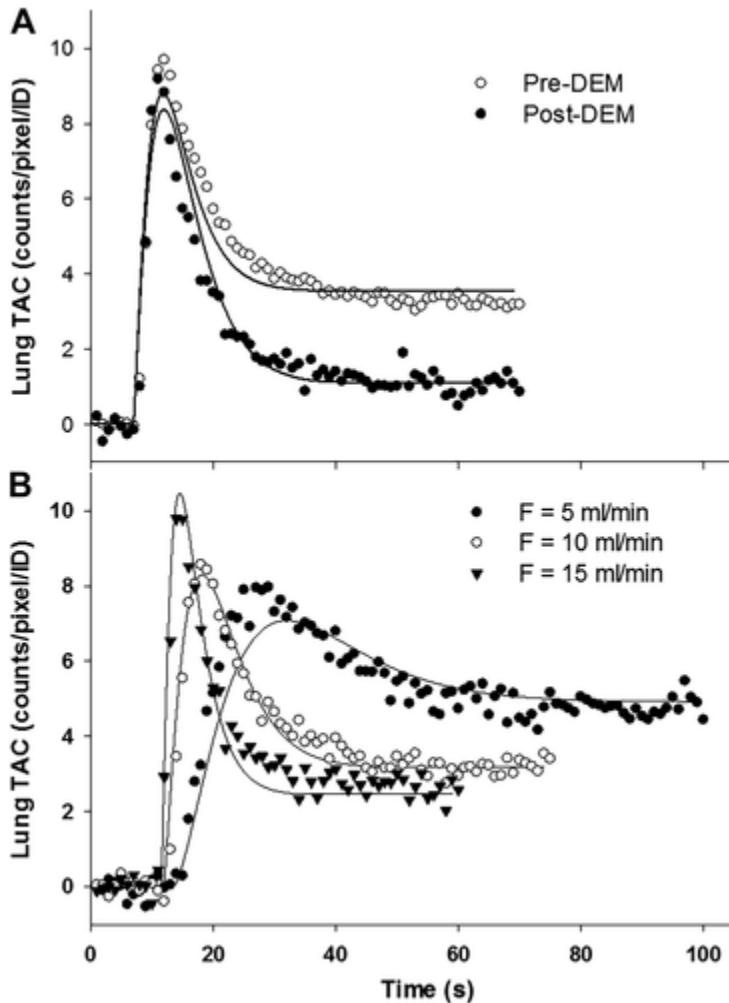 A
Lung TAC (counts/pixel/ID)
10
8
6
4
2
0
Pre-DEM
Post-DEM
B
Lung TAC (counts/pixel/ID)
10
8
6
4
2
0
F = 5 ml/min
F = 10 ml/min
F = 15 ml/min
0 20 40 60 80 100
Time (s)